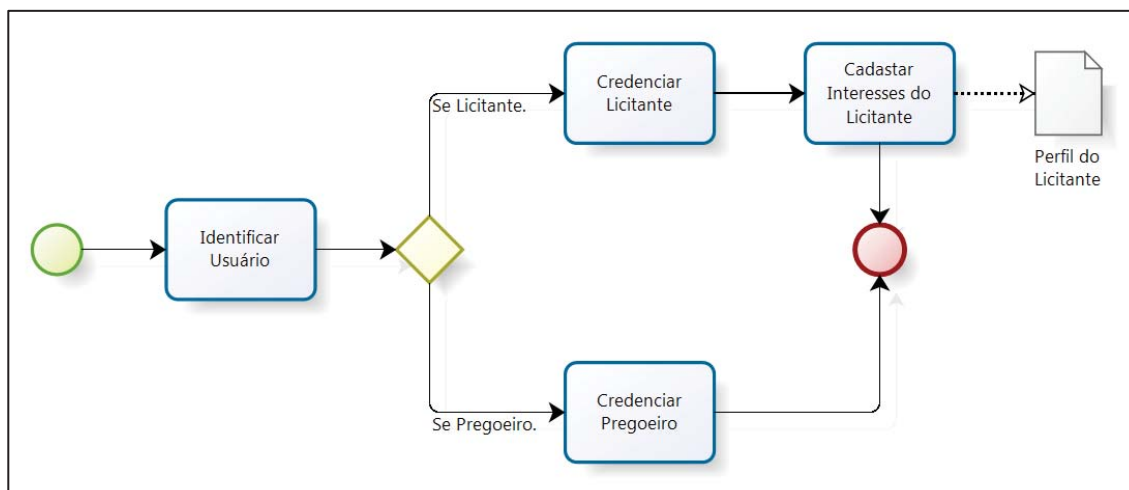 Identificar
Usuário
Se Licitante.
Credenciar
Licitante
Cadastar
Interesses do
Licitante
Perfil do
Licitante
Se Pregoeiro.
Credenciar
Pregoeiro